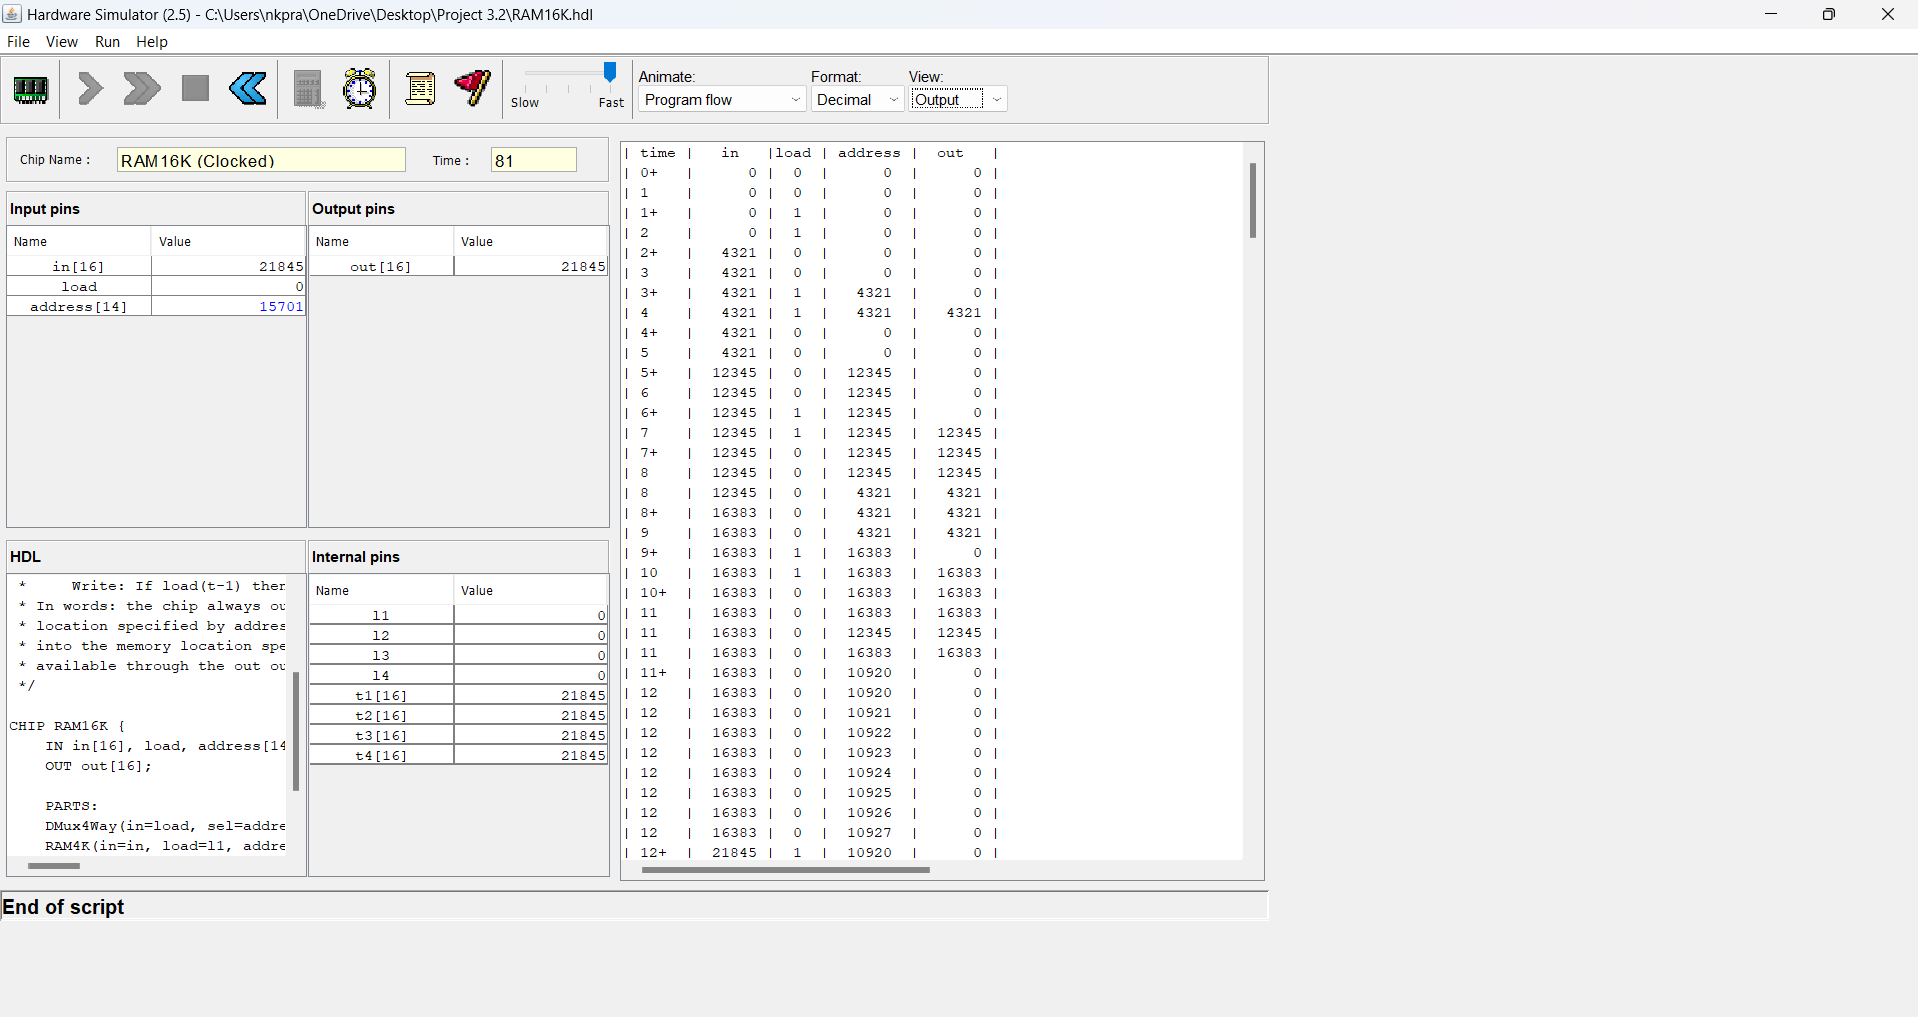 Hardware Simulator (2.5) - C:\Users\nkpra\OneDrive\Desktop\Project 3.2\RAM16K.hdl
File View Run Help
Animate: Format: View:
Slow Fast Program flow Decimal Output
Chip Name : RAM16K (Clocked) Time : 81
Input pins
Name Value
in[16] 21845
load 0
address[14] 15701
Output pins
Name Value
out[16] 21845
HDL
* Write: If load(t-1) then
* In words: the chip always ou
* location specified by addres
* into the memory location spe
* available through the out ou
*/
CHIP RAM16K {
IN in[16], load, address[14
OUT out[16];
PARTS:
DMux4Way(in=load, sel=addre
RAM4K(in=in, load=l1, addre
Internal pins
Name Value
l1 0
l2 0
l3 0
l4 0
t1[16] 21845
t2[16] 21845
t3[16] 21845
t4[16] 21845
| time | in |load | address | out |
| 0+ | 0 | 0 | 0 | 0 |
| 1 | 0 | 0 | 0 | 0 |
| 1+ | 0 | 1 | 0 | 0 |
| 2 | 0 | 1 | 0 | 0 |
| 2+ | 4321 | 0 | 0 | 0 |
| 3 | 4321 | 0 | 0 | 0 |
| 3+ | 4321 | 1 | 4321 | 0 |
| 4 | 4321 | 1 | 4321 | 4321 |
| 4+ | 4321 | 0 | 0 | 0 |
| 5 | 4321 | 0 | 0 | 0 |
| 5+ | 12345 | 0 | 12345 | 0 |
| 6 | 12345 | 0 | 12345 | 0 |
| 6+ | 12345 | 1 | 12345 | 0 |
| 7 | 12345 | 1 | 12345 | 12345 |
| 7+ | 12345 | 0 | 12345 | 12345 |
| 8 | 12345 | 0 | 12345 | 12345 |
| 8 | 12345 | 0 | 4321 | 4321 |
| 8+ | 16383 | 0 | 4321 | 4321 |
| 9 | 16383 | 0 | 4321 | 4321 |
| 9+ | 16383 | 1 | 16383 | 0 |
| 10 | 16383 | 1 | 16383 | 16383 |
| 10+ | 16383 | 0 | 16383 | 16383 |
| 11 | 16383 | 0 | 16383 | 16383 |
| 11 | 16383 | 0 | 12345 | 12345 |
| 11 | 16383 | 0 | 16383 | 16383 |
| 11+ | 16383 | 0 | 10920 | 0 |
| 12 | 16383 | 0 | 10920 | 0 |
| 12 | 16383 | 0 | 10921 | 0 |
| 12 | 16383 | 0 | 10922 | 0 |
| 12 | 16383 | 0 | 10923 | 0 |
| 12 | 16383 | 0 | 10924 | 0 |
| 12 | 16383 | 0 | 10925 | 0 |
| 12 | 16383 | 0 | 10926 | 0 |
| 12 | 16383 | 0 | 10927 | 0 |
| 12+ | 21845 | 1 | 10920 | 0 |
End of script